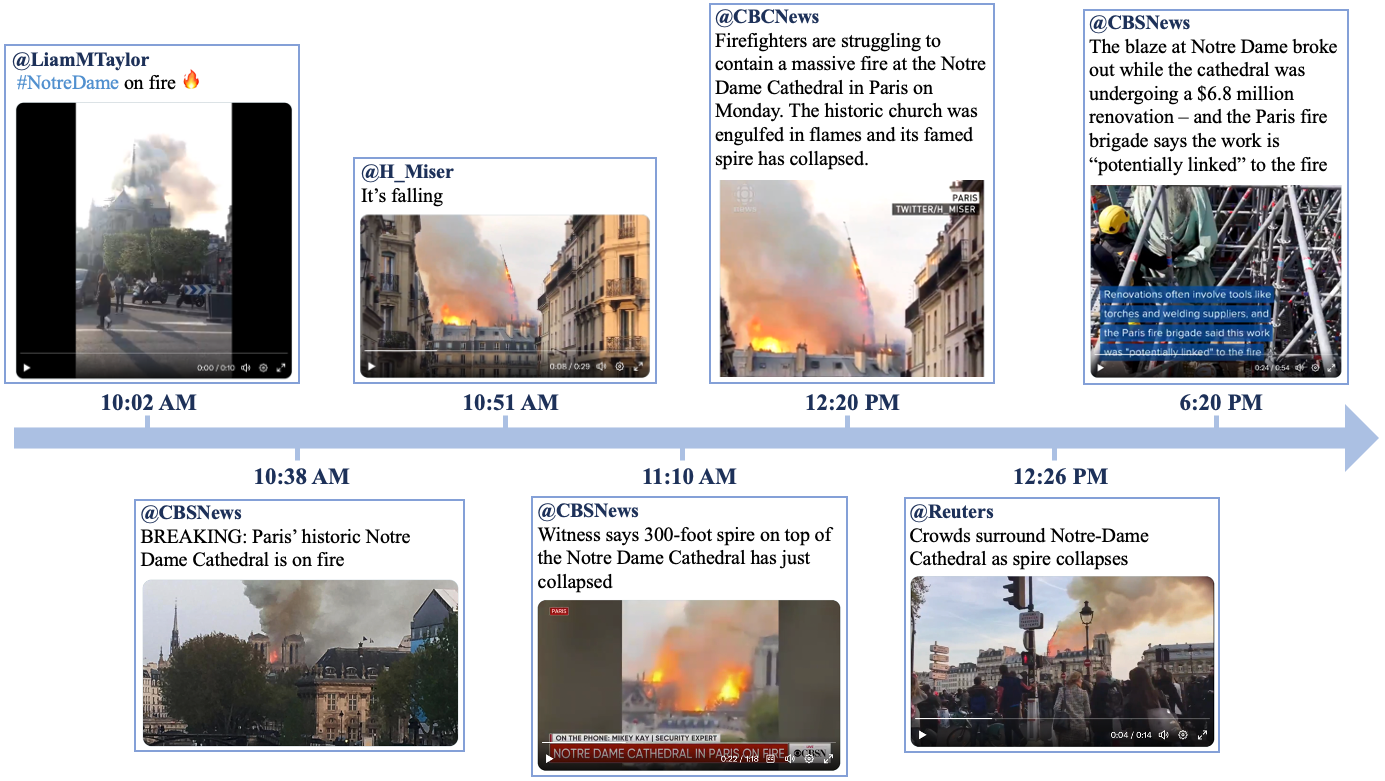 @LiamMTaylor
#NotreDame on fire 🔥
0:00 / 0:10
10:02 AM
@H_Miser
It’s falling
0:08 / 0:29
10:51 AM
@CBCNews
Firefighters are struggling to
contain a massive fire at the Notre
Dame Cathedral in Paris on
Monday. The historic church was
engulfed in flames and its famed
spire has collapsed.
PARIS
TWITTER/H_MISER
12:20 PM
@CBSNews
The blaze at Notre Dame broke
out while the cathedral was
undergoing a $6.8 million
renovation – and the Paris fire
brigade says the work is
“potentially linked” to the fire
Renovations often involve tools like
torches and welding suppliers, and
the Paris fire brigade said this work
was "potentially linked" to the fire
0:24 / 0:54
6:20 PM
10:38 AM
@CBSNews
BREAKING: Paris’ historic Notre
Dame Cathedral is on fire
11:10 AM
@CBSNews
Witness says 300-foot spire on top of
the Notre Dame Cathedral has just
collapsed
PARIS
ON THE PHONE: MIKEY KAY | SECURITY EXPERT
NOTRE DAME CATHEDRAL IN PARIS ON FIRE
LIVE
CBSN
0:22 / 1:18
12:26 PM
@Reuters
Crowds surround Notre-Dame
Cathedral as spire collapses
0:04 / 0:14